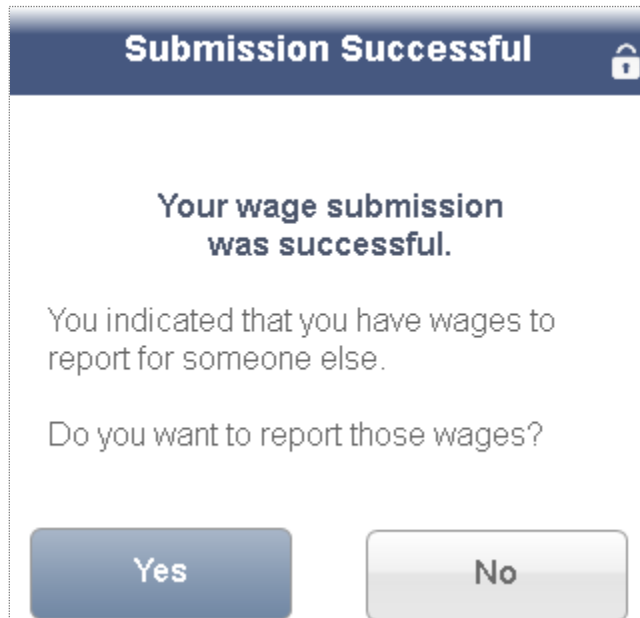 Submission Successful
Your wage submission
was successful.
You indicated that you have wages to
report for someone else.
Do you want to report those wages?
Yes
No